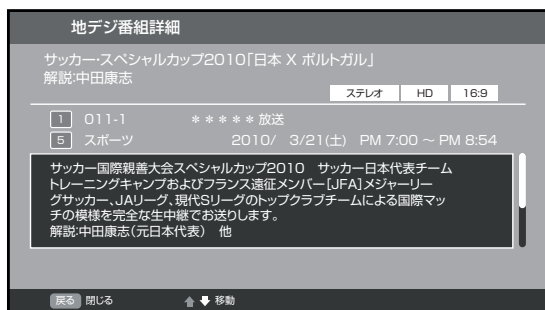 地デジ番組詳細
サッカー・スペシャルカップ2010「日本 X ポルトガル」
解説:中田康志
ステレオ HD 16:9
1 011-1 ＊＊＊＊＊放送
5 スポーツ 2010/ 3/21(土) PM 7:00 ～ PM 8:54
サッカー国際親善大会スペシャルカップ2010 サッカー日本代表チーム
トレーニングキャンプおよびフランス遠征メンバー[JFA]メジャーリー
グサッカー、JAリーグ、現代Sリーグのトップクラブチームによる国際マッ
チの模様を完全な生中継でお送りします。
解説:中田康志(元日本代表) 他
戻る 閉じる ↑↓移動